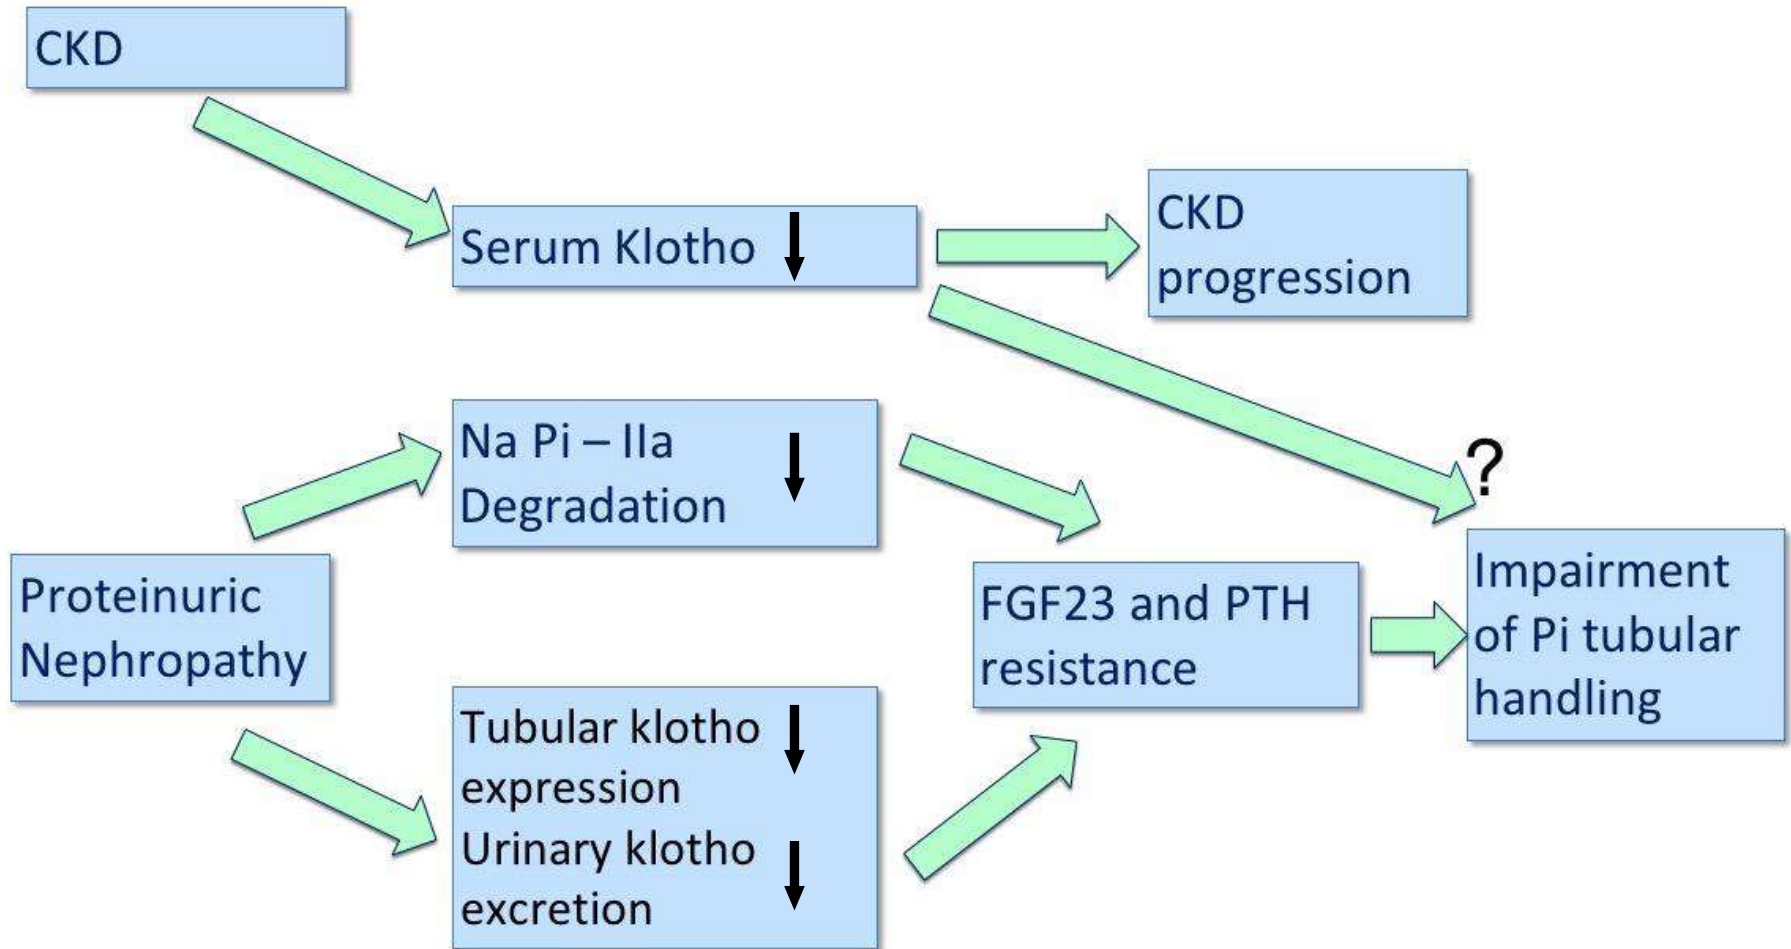 CKD
Serum Klotho
CKD
progression
Na Pi – IIa
Degradation
?
Proteinuric
Nephropathy
FGF23 and PTH
resistance
Impairment
of Pi tubular
handling
Tubular klotho
expression
Urinary klotho
excretion